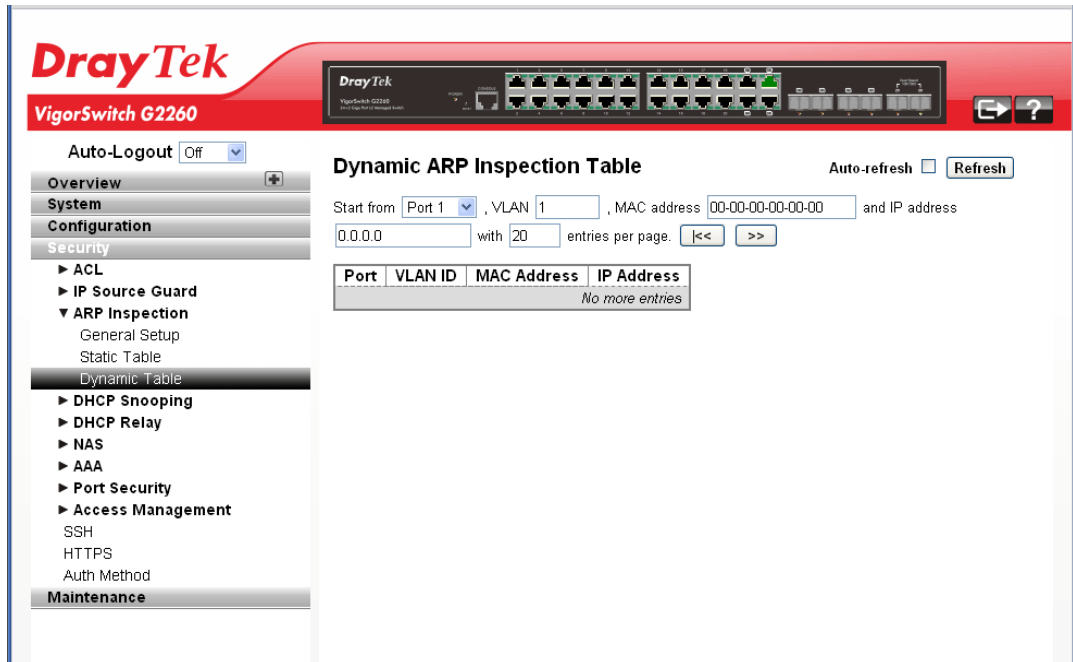 DrayTek
VigorSwitch G2260
DrayTek
VigorSwitch G2260
CONSOLE
POWER
?
Auto-Logout Off
Overview
System
Configuration
Security
ACL
IP Source Guard
ARP Inspection
General Setup
Static Table
Dynamic Table
DHCP Snooping
DHCP Relay
NAS
AAA
Port Security
Access Management
SSH
HTTPS
Auth Method
Maintenance
Dynamic ARP Inspection Table
Auto-refresh Refresh
Start from Port 1 , VLAN 1 , MAC address 00-00-00-00-00-00 and IP address
0.0.0.0 with 20 entries per page. |<< >>
Port VLAN ID MAC Address IP Address
No more entries